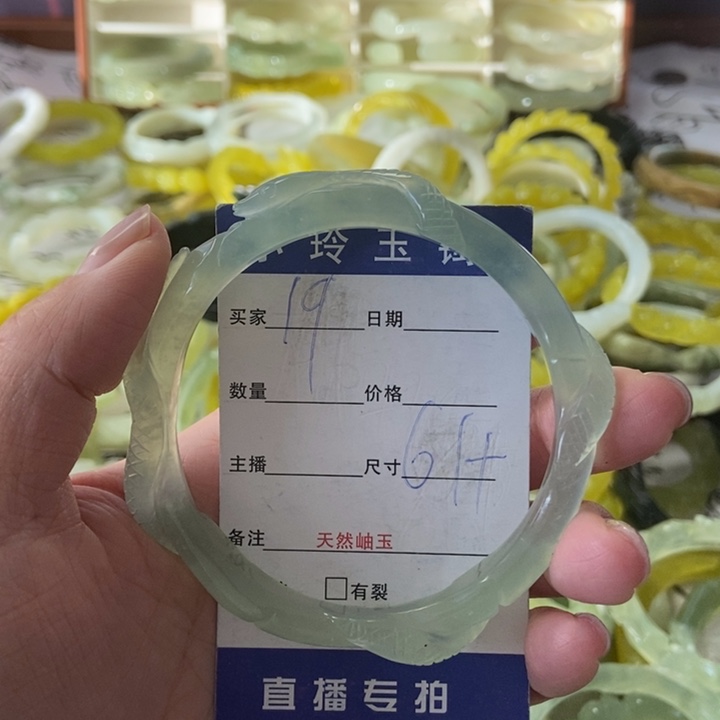 玲玉
买家 19 日期
数量 价格
主播 尺寸 61+
备注 天然岫玉
□有裂
直播专拍